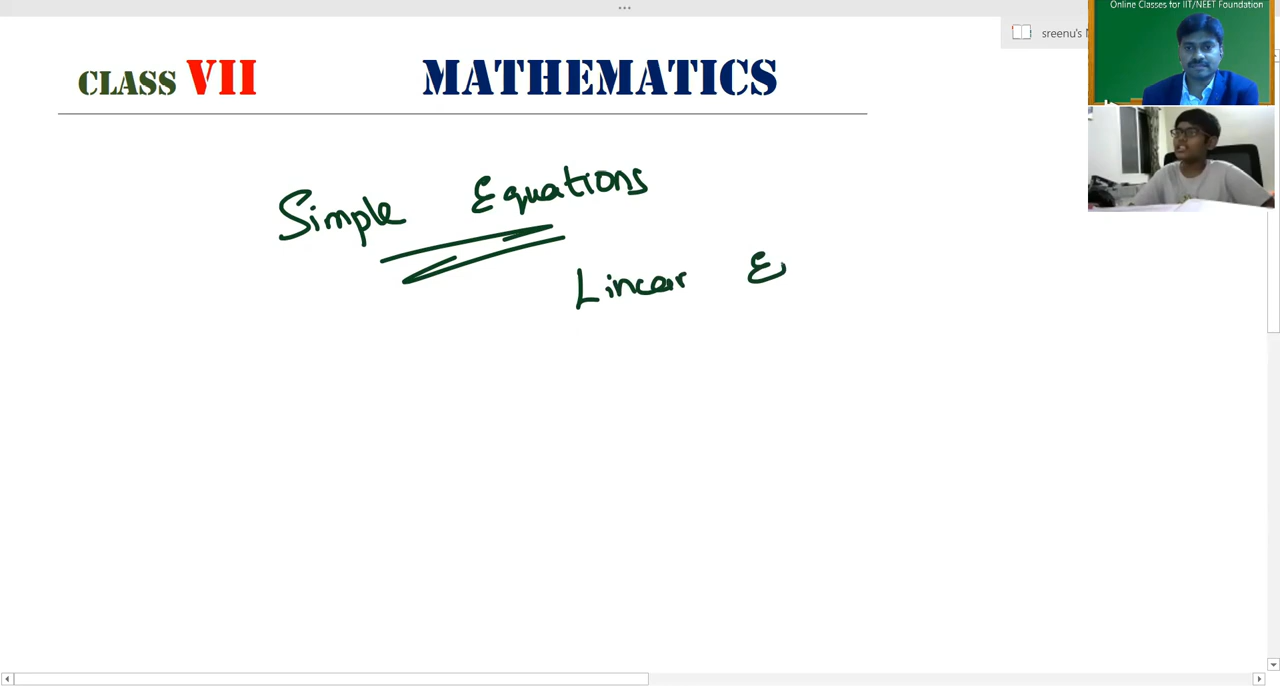 Online Classes for IIT/NEET Foundation
sreenu's
CLASS VII MATHEMATICS
Simple Equations
Linear E